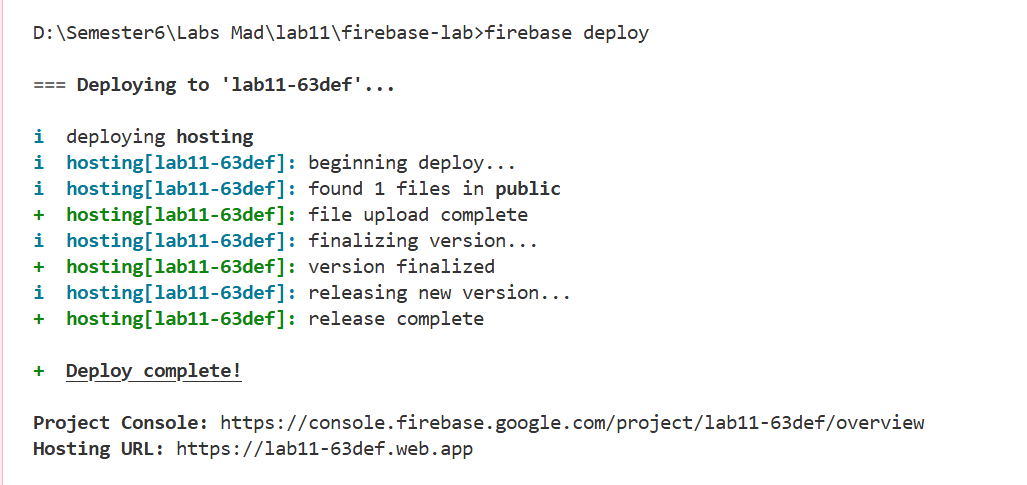 D:\Semester6\Labs Mad\lab11\firebase-lab>firebase deploy
=== Deploying to 'lab11-63def'...
i  deploying hosting
i  hosting[lab11-63def]: beginning deploy...
i  hosting[lab11-63def]: found 1 files in public
+  hosting[lab11-63def]: file upload complete
i  hosting[lab11-63def]: finalizing version...
+  hosting[lab11-63def]: version finalized
i  hosting[lab11-63def]: releasing new version...
+  hosting[lab11-63def]: release complete
+  Deploy complete!
Project Console: https://console.firebase.google.com/project/lab11-63def/overview
Hosting URL: https://lab11-63def.web.app